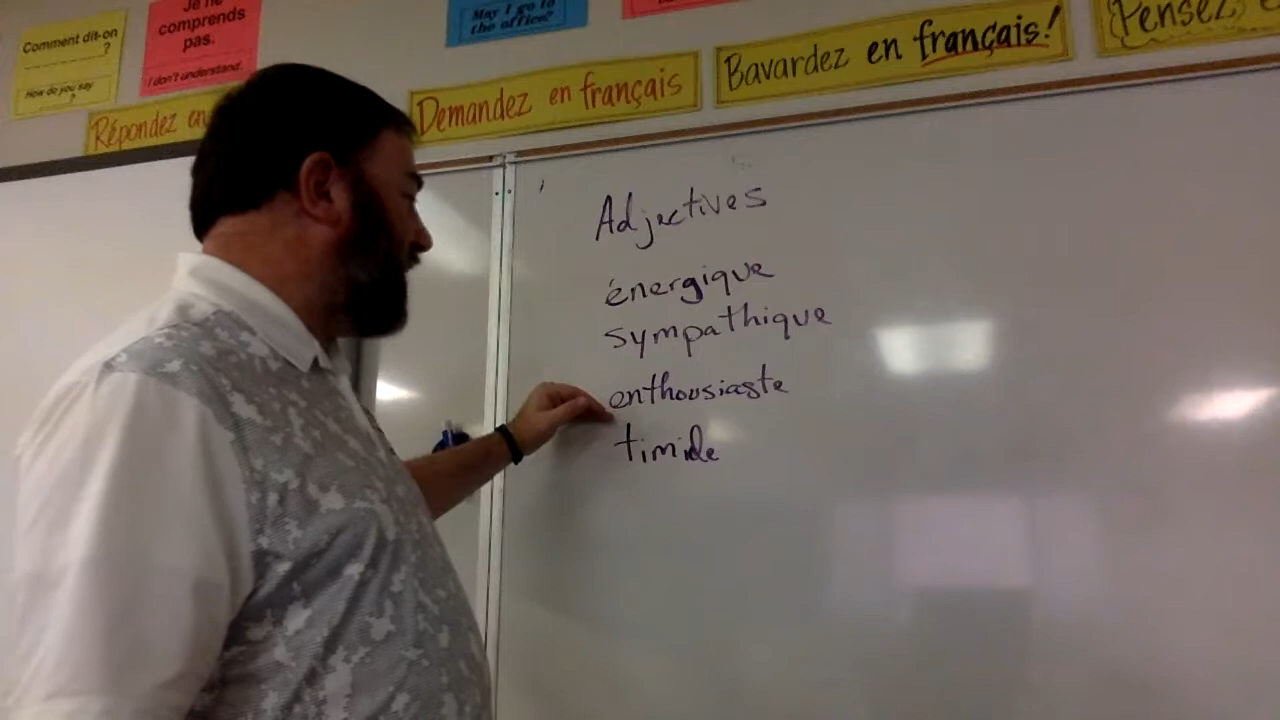 Comment dit-on
?
How do you say
?
Je ne
comprends
pas.
I don't understand.
May I go to
the office?
Répondez en
Demandez en français
Bavardez en français!
Pensez
Adjectives
énergique
sympathique
enthousiaste
timide